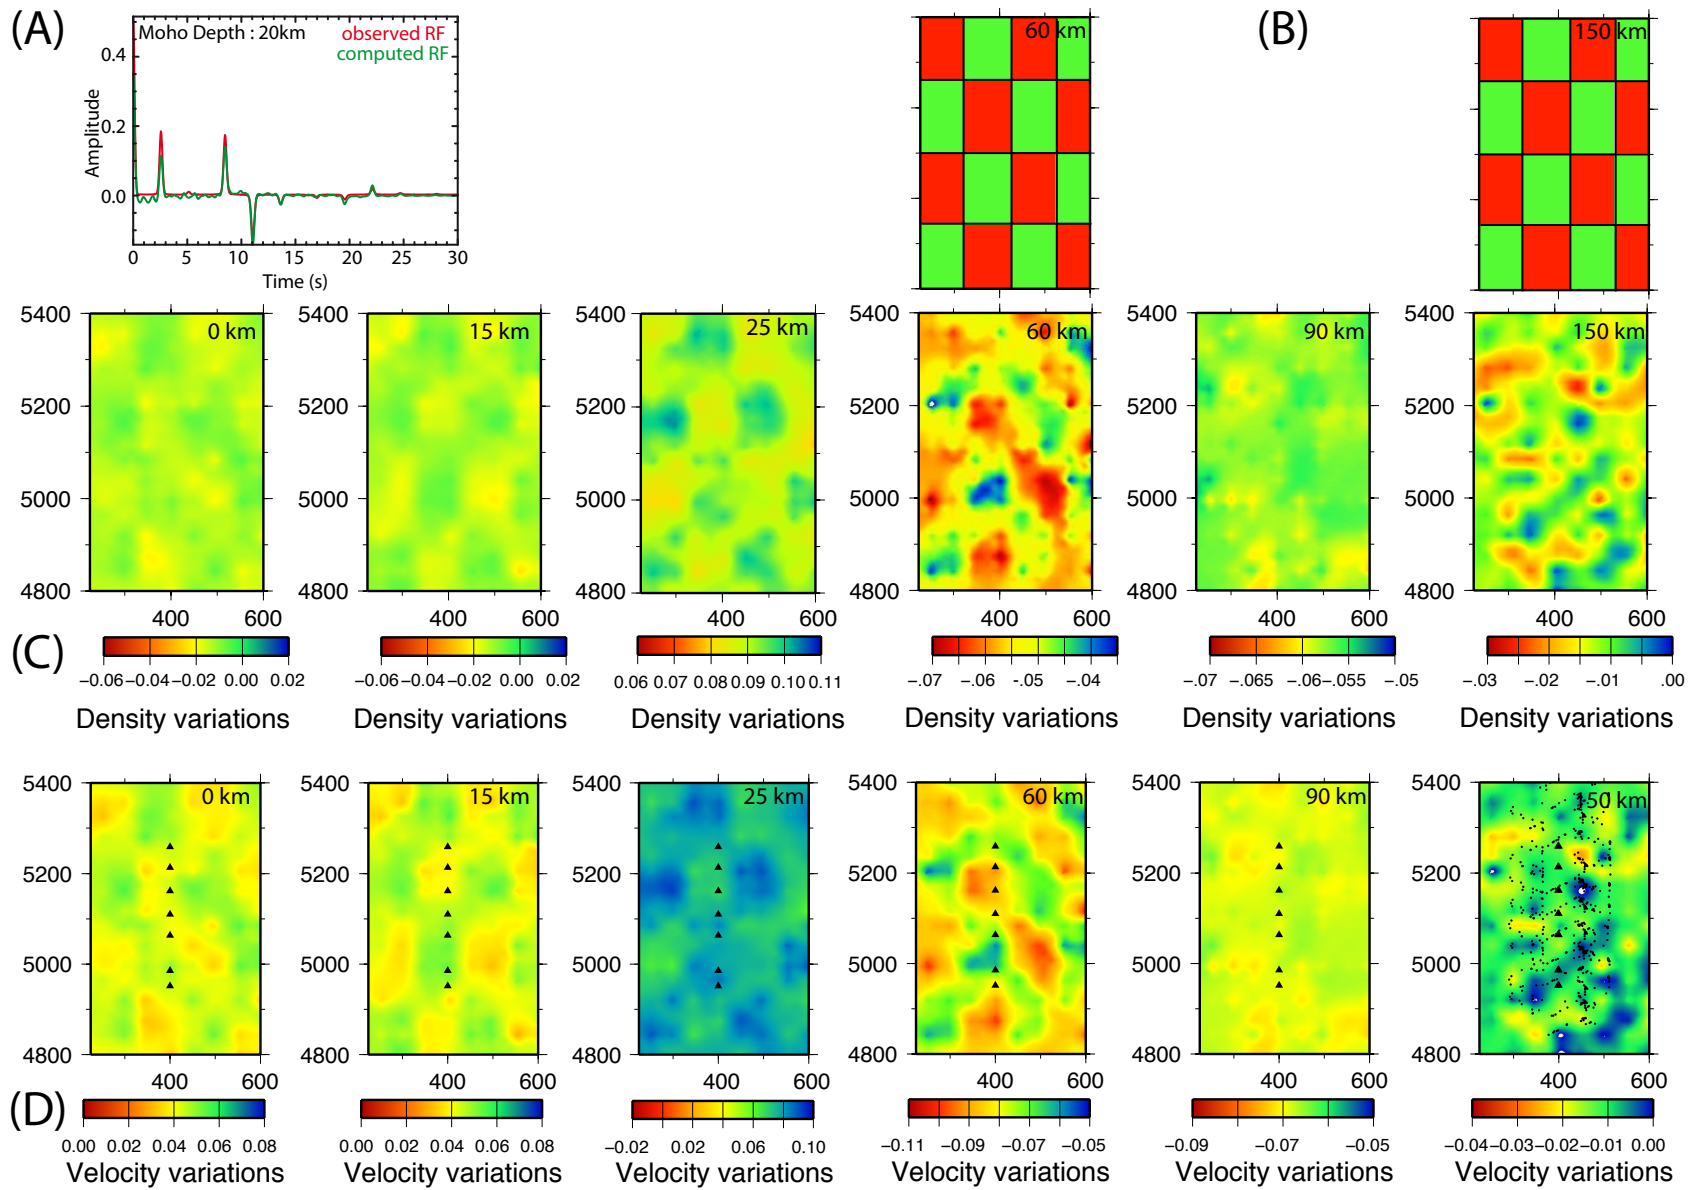 (A)
Moho Depth : 20km
observed RF
computed RF
0.4
0.2
0.0
Amplitude
0 5 10 15 20 25 30
Time (s)
60 km
(B)
150 km
5400 5200 5000 4800
0 km
400 600
5400 5200 5000 4800
15 km
400 600
5400 5200 5000 4800
25 km
400 600
5400 5200 5000 4800
60 km
400 600
5400 5200 5000 4800
90 km
400 600
5400 5200 5000 4800
150 km
400 600
(C)
−0.06 −0.04 −0.02 0.00 0.02
Density variations
−0.06 −0.04 −0.02 0.00 0.02
Density variations
0.06 0.07 0.08 0.09 0.10 0.11
Density variations
−.07 −.06 -.05 −.04
Density variations
−.07 −.065 −.06 −.055 −.05
Density variations
−.03 −.02 −.01 .00
Density variations
5400 5200 5000 4800
0 km
400 600
5400 5200 5000 4800
15 km
400 600
5400 5200 5000 4800
25 km
400 600
5400 5200 5000 4800
60 km
400 600
5400 5200 5000 4800
90 km
400 600
5400 5200 5000 4800
150 km
400 600
(D)
0.00 0.02 0.04 0.06 0.08
Velocity variations
0.00 0.02 0.04 0.06 0.08
Velocity variations
−0.02 0.02 0.06 0.10
Velocity variations
−0.11 −0.09 −0.07 −0.05
Velocity variations
−0.09 −0.07 −0.05
Velocity variations
−0.04 −0.03 −0.02 −0.01 0.00
Velocity variations